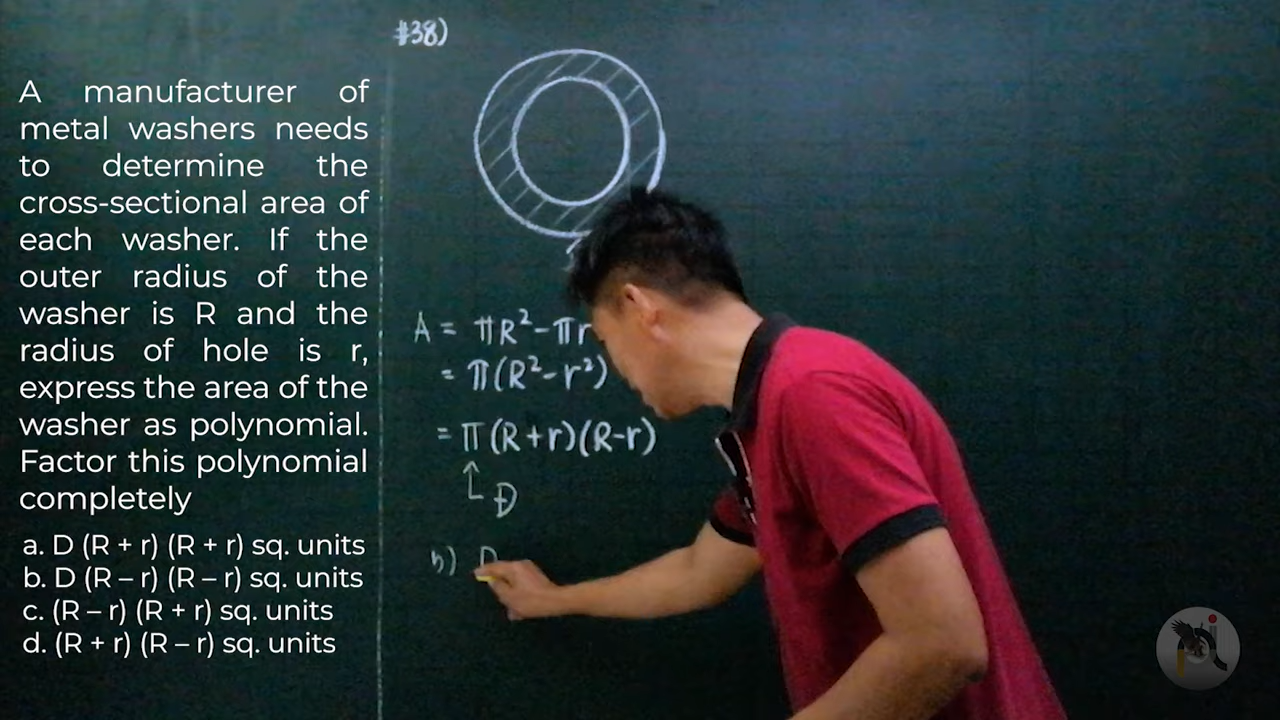 A manufacturer of
metal washers needs
to determine the
cross-sectional area of
each washer. If the
outer radius of the
washer is R and the
radius of hole is r,
express the area of the
washer as polynomial.
Factor this polynomial
completely
a. D (R + r) (R + r) sq. units
b. D (R – r) (R – r) sq. units
c. (R – r) (R + r) sq. units
d. (R + r) (R – r) sq. units
#38)
A = πR² - πr
= π(R² - r²)
= π(R+r)(R-r)
Đ
b) D